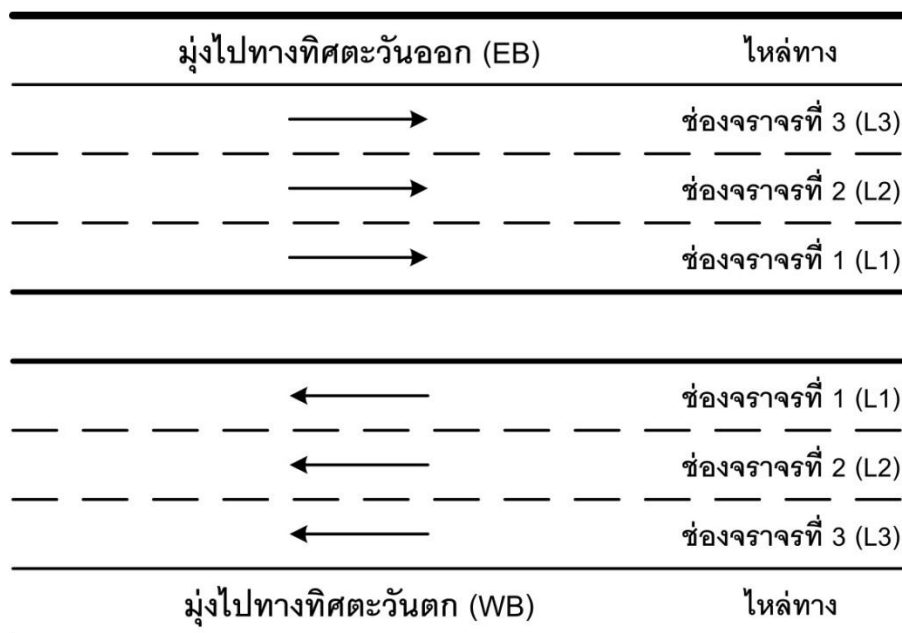 มุ่งไปทางทิศตะวันออก (EB) ไหล่ทาง
ช่องจราจรที่ 3 (L3)
ช่องจราจรที่ 2 (L2)
ช่องจราจรที่ 1 (L1)
ช่องจราจรที่ 1 (L1)
ช่องจราจรที่ 2 (L2)
ช่องจราจรที่ 3 (L3)
มุ่งไปทางทิศตะวันตก (WB) ไหล่ทาง